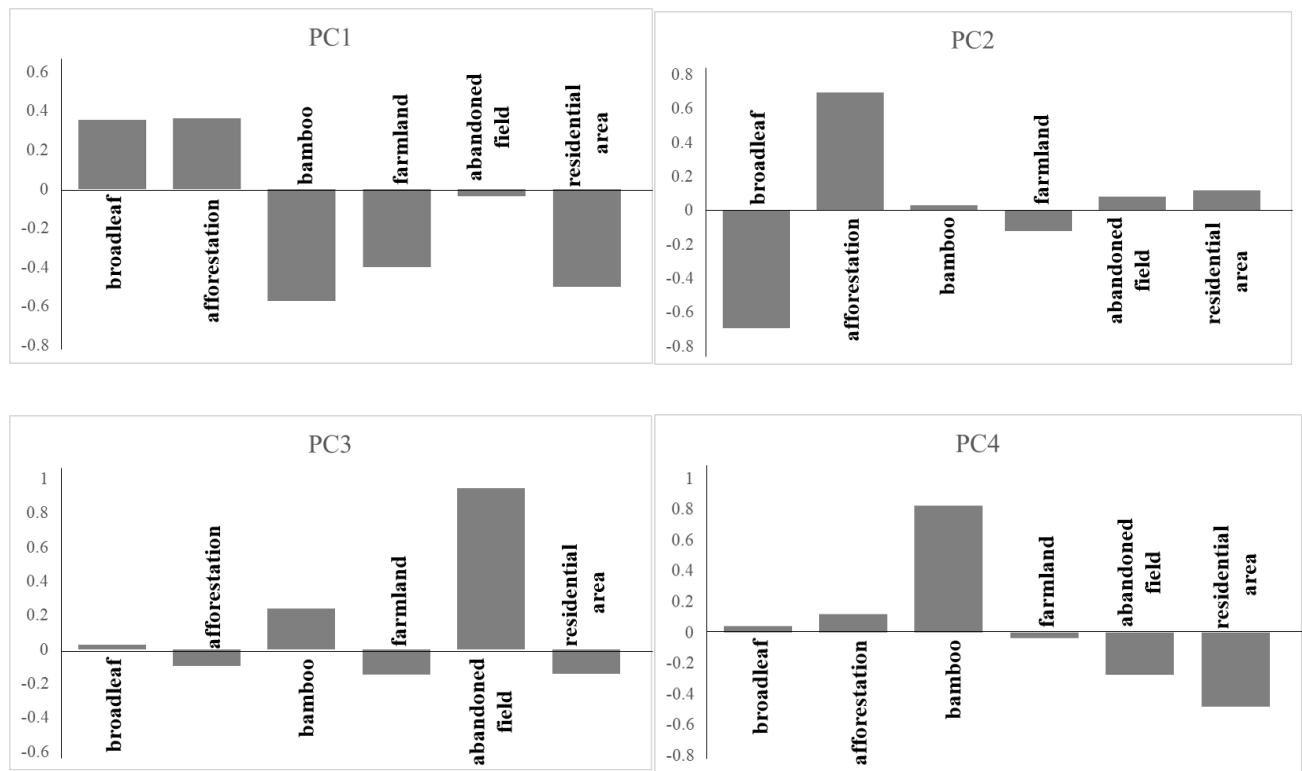 PC1
0.6
0.4
0.2
0
-0.2
-0.4
-0.6
-0.8
broadleaf
afforestation
bamboo
farmland
abandoned
field
residential
area
PC2
0.8
0.6
0.4
0.2
0
-0.2
-0.4
-0.6
-0.8
broadleaf
afforestation
bamboo
farmland
abandoned
field
residential
area
PC3
1
0.8
0.6
0.4
0.2
0
-0.2
-0.4
-0.6
broadleaf
afforestation
bamboo
farmland
abandoned
field
residential
area
PC4
1
0.8
0.6
0.4
0.2
0
-0.2
-0.4
-0.6
-0.8
broadleaf
afforestation
bamboo
farmland
abandoned
field
residential
area